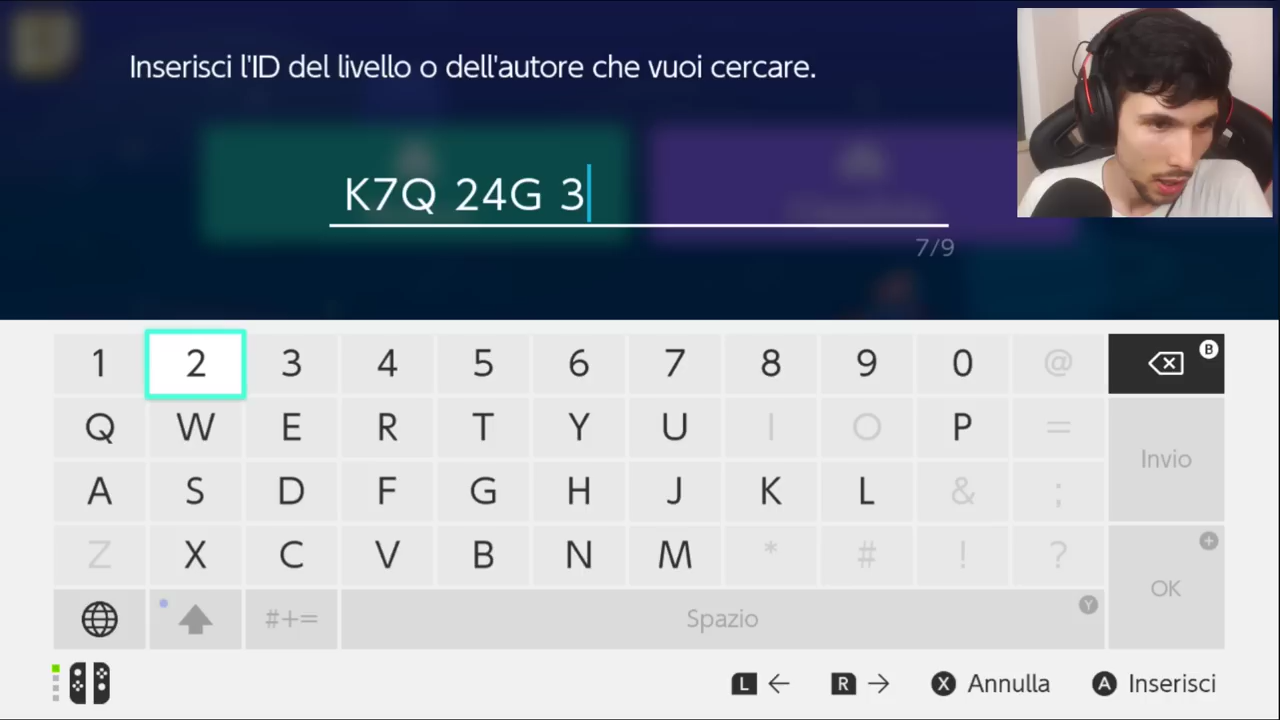 Inserisci l'ID del livello o dell'autore che vuoi cercare.
K7Q 24G 3
7/9
1 2 3 4 5 6 7 8 9 0 @ B
Q W E R T Y U I O P = Invio
A S D F G H J K L & ;
Z X C V B N M * # ! ? + OK
#+= Spazio Y
L ← R → X Annulla A Inserisci